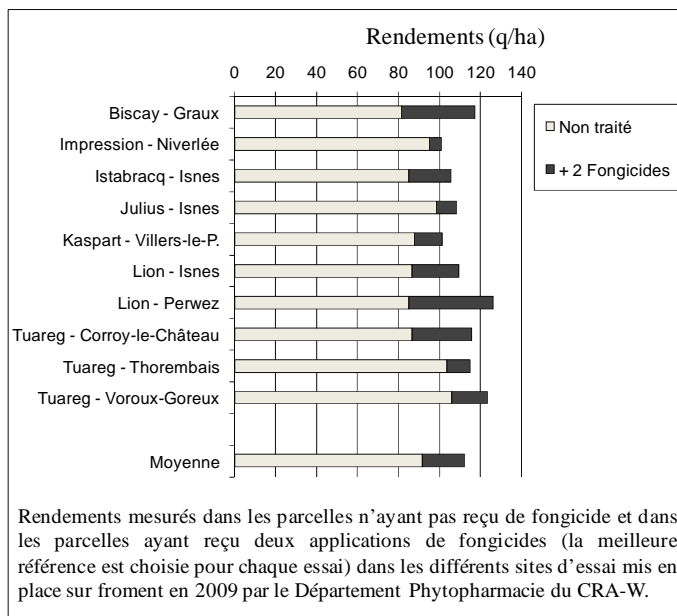 Rendements (q/ha)
0 20 40 60 80 100 120 140
Biscay - Graux
Impression - Niverlée
Istabracq - Isnes
Julius - Isnes
Kaspart - Villers-le-P.
Lion - Isnes
Lion - Perwez
Tuareg - Corroy-le-Château
Tuareg - Thorembais
Tuareg - Voroux-Goreux
Moyenne
Non traité
+ 2 Fongicides
Rendements mesurés dans les parcelles n'ayant pas reçu de fongicide et dans
les parcelles ayant reçu deux applications de fongicides (la meilleure
référence est choisie pour chaque essai) dans les différents sites d'essai mis en
place sur froment en 2009 par le Département Phytopharmacie du CRA-W.